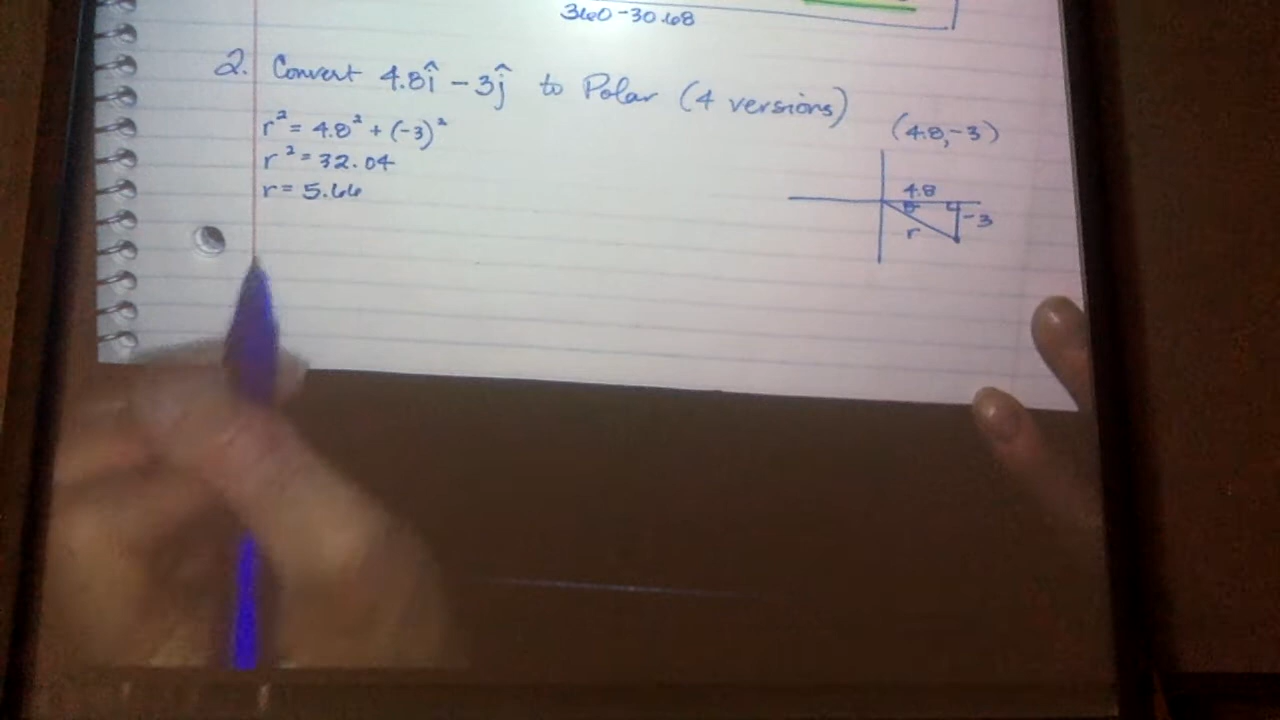 360-30.68
2. Convert 4.8î - 3ĵ to Polar (4 versions)
r² = 4.8² + (-3)²
r² = 32.04
r = 5.66
(4.8,-3)
4.8
θ
-3
r